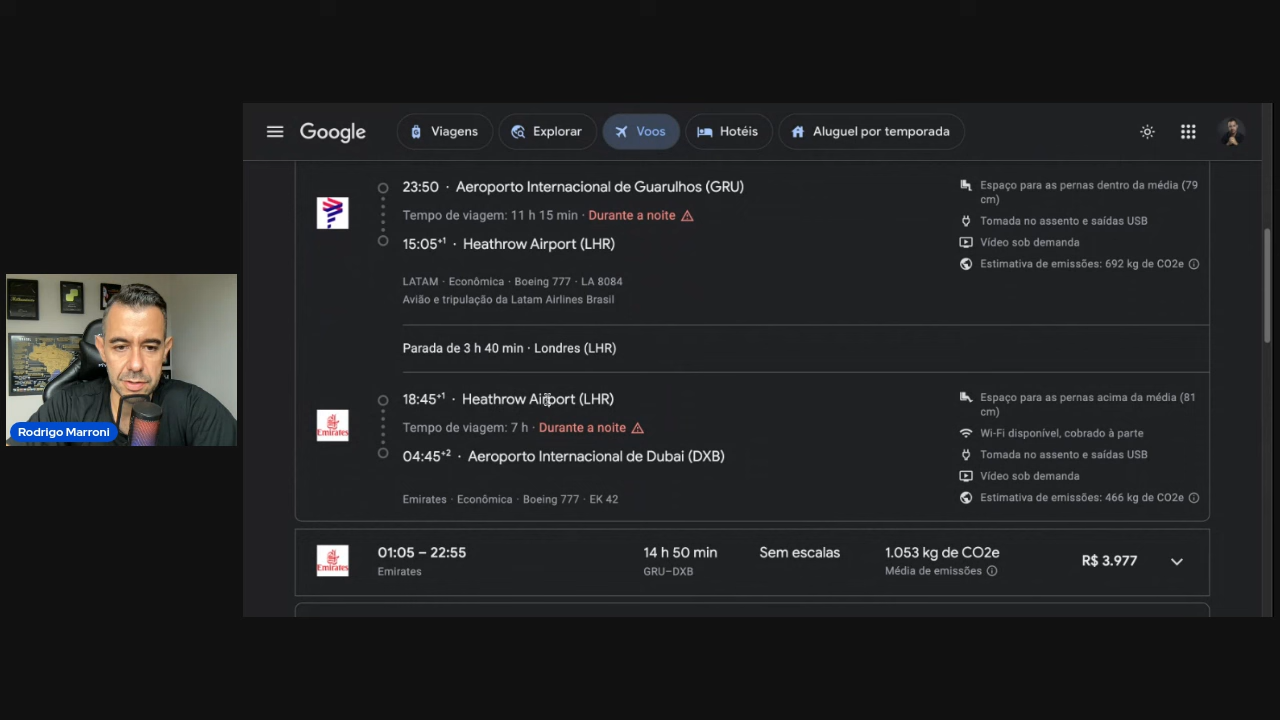 Google
Viagens
Explorar
Voos
Hotéis
Aluguel por temporada
23:50 · Aeroporto Internacional de Guarulhos (GRU)
Tempo de viagem: 11 h 15 min · Durante a noite
15:05+1 · Heathrow Airport (LHR)
LATAM · Econômica · Boeing 777 · LA 8084
Avião e tripulação da Latam Airlines Brasil
Espaço para as pernas dentro da média (79
cm)
Tomada no assento e saídas USB
Vídeo sob demanda
Estimativa de emissões: 692 kg de CO2e
Parada de 3 h 40 min · Londres (LHR)
18:45+1 · Heathrow Airport (LHR)
Tempo de viagem: 7 h · Durante a noite
04:45+2 · Aeroporto Internacional de Dubai (DXB)
Emirates · Econômica · Boeing 777 · EK 42
Emirates
Espaço para as pernas acima da média (81
cm)
Wi-Fi disponível, cobrado à parte
Tomada no assento e saídas USB
Vídeo sob demanda
Estimativa de emissões: 466 kg de CO2e
Emirates
01:05 – 22:55
Emirates
14 h 50 min
GRU–DXB
Sem escalas
1.053 kg de CO2e
Média de emissões
R$ 3.977
Rodrigo Marroni